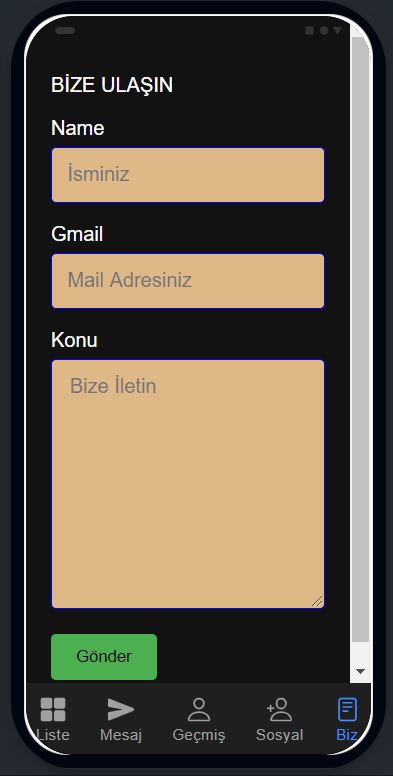 BİZE ULAŞIN
Name
İsminiz
Gmail
Mail Adresiniz
Konu
Bize İletin
Gönder
Liste
Mesaj
Geçmiş
Sosyal
Biz